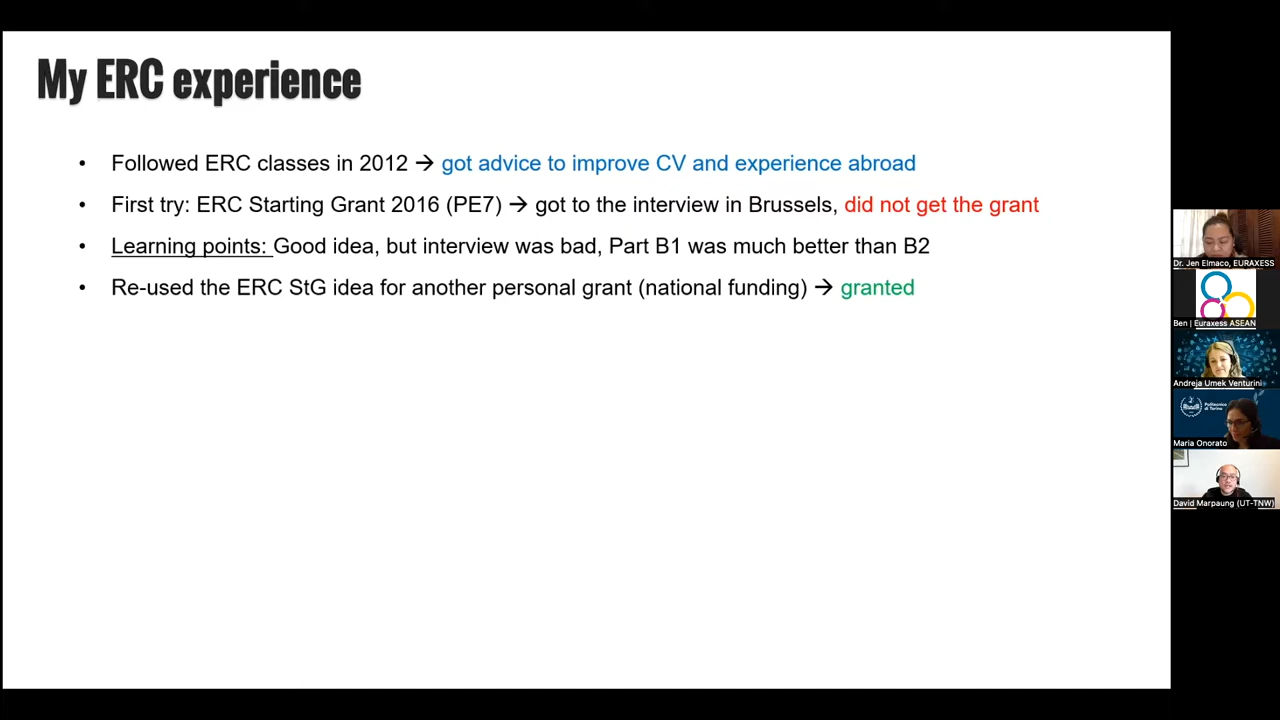 My ERC experience
• Followed ERC classes in 2012 → got advice to improve CV and experience abroad
• First try: ERC Starting Grant 2016 (PE7) → got to the interview in Brussels, did not get the grant
• Learning points: Good idea, but interview was bad, Part B1 was much better than B2
• Re-used the ERC StG idea for another personal grant (national funding) → granted
Dr. Jen Elmaco, EURAXESS
Ben | Euraxess ASEAN
Andreja Umek Venturini
Politecnico
di Torino
Maria Onorato
David Marpaung (UT-TNW)